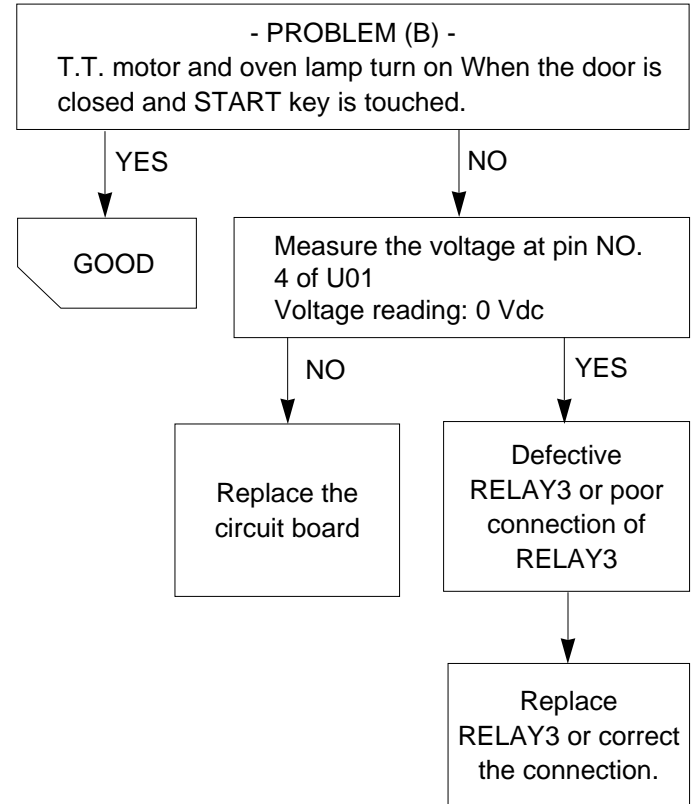 - PROBLEM (B) -
T.T. motor and oven lamp turn on When the door is
closed and START key is touched.
YES
NO
GOOD
Measure the voltage at pin NO.
4 of U01
Voltage reading: 0 Vdc
NO
YES
Replace the
circuit board
Defective
RELAY3 or poor
connection of
RELAY3
Replace
RELAY3 or correct
the connection.